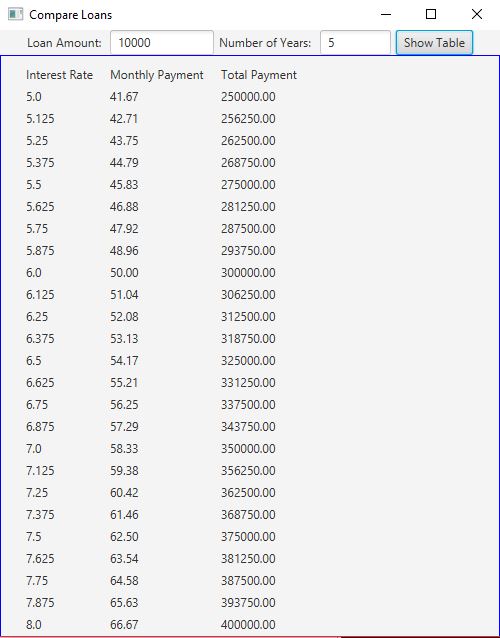 Compare Loans
Loan Amount: 10000 Number of Years: 5 Show Table
Interest Rate Monthly Payment Total Payment
5.0 41.67 250000.00
5.125 42.71 256250.00
5.25 43.75 262500.00
5.375 44.79 268750.00
5.5 45.83 275000.00
5.625 46.88 281250.00
5.75 47.92 287500.00
5.875 48.96 293750.00
6.0 50.00 300000.00
6.125 51.04 306250.00
6.25 52.08 312500.00
6.375 53.13 318750.00
6.5 54.17 325000.00
6.625 55.21 331250.00
6.75 56.25 337500.00
6.875 57.29 343750.00
7.0 58.33 350000.00
7.125 59.38 356250.00
7.25 60.42 362500.00
7.375 61.46 368750.00
7.5 62.50 375000.00
7.625 63.54 381250.00
7.75 64.58 387500.00
7.875 65.63 393750.00
8.0 66.67 400000.00